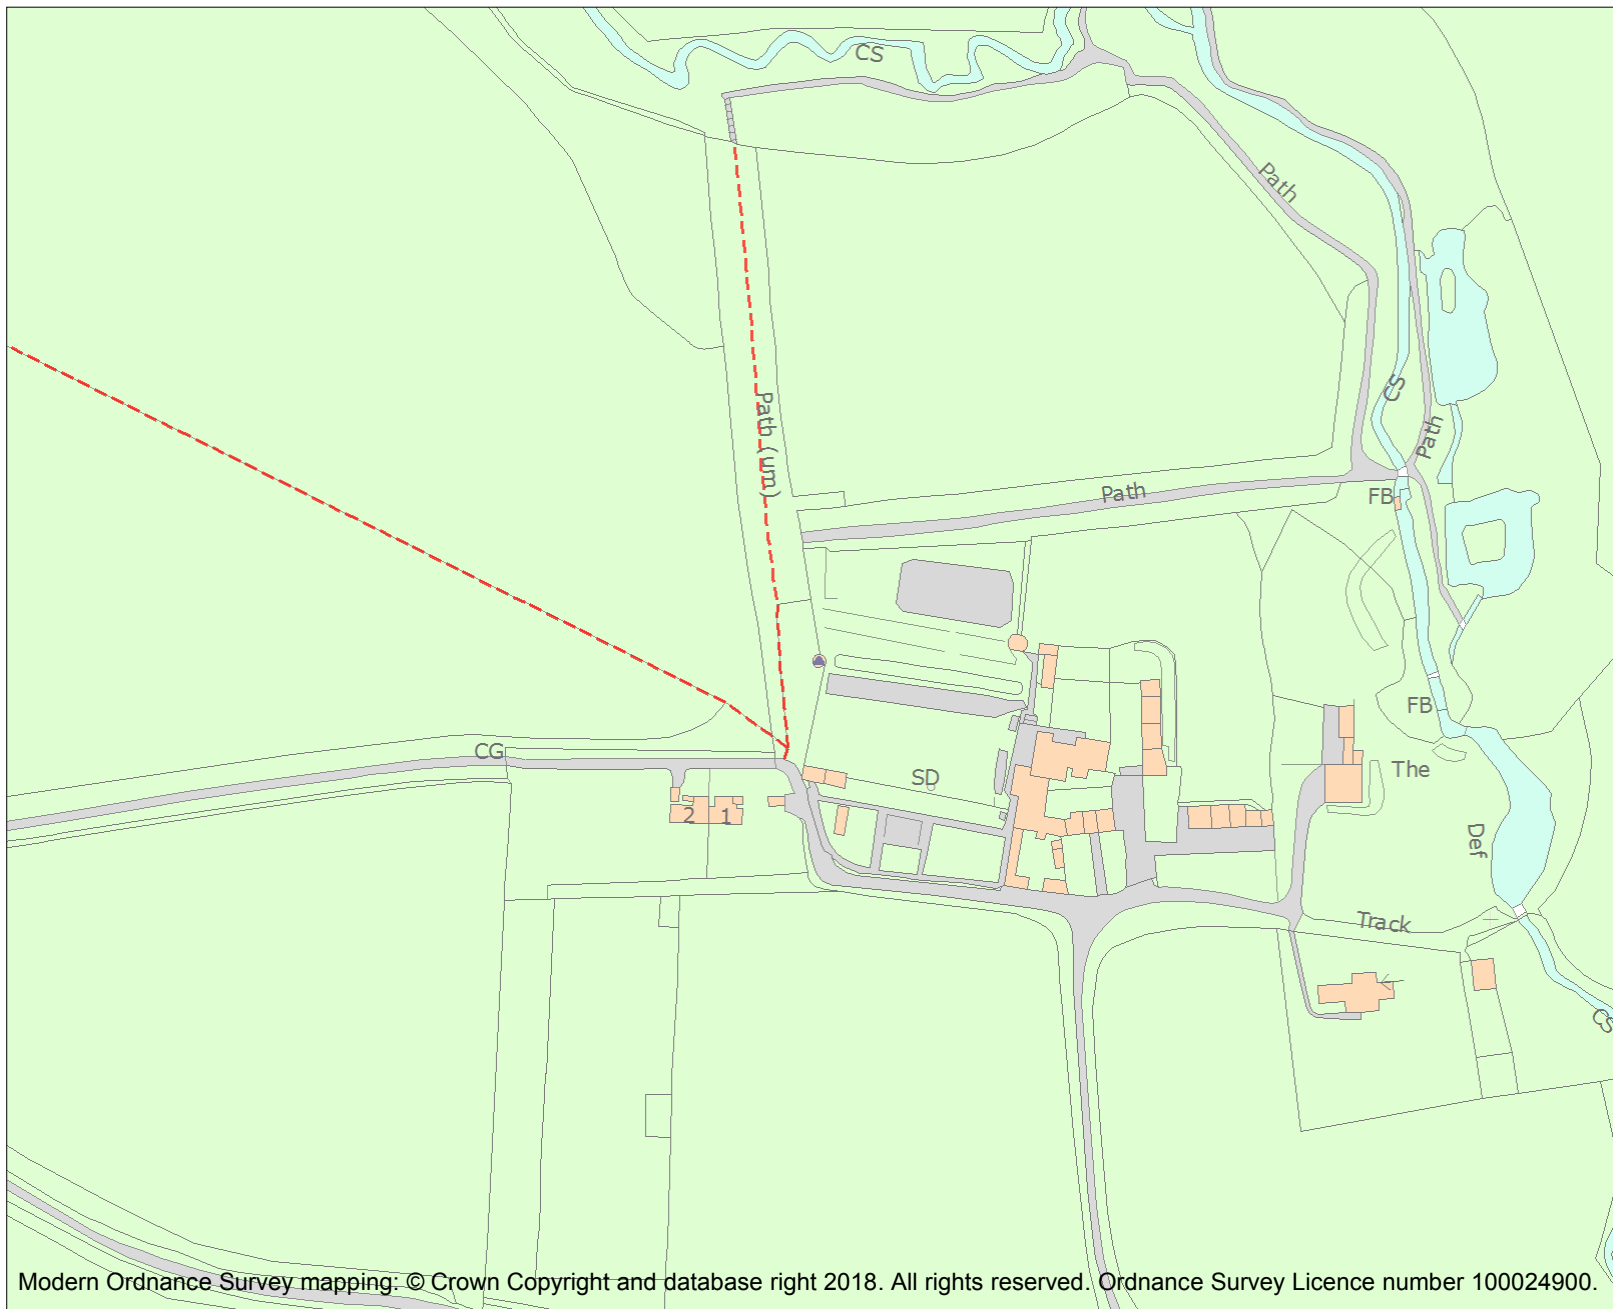 CS
Path
Path (um)
CS
Path
Path
FB
FB
CG
SD
The
2
1
Def
Track
CS
Modern Ordnance Survey mapping: © Crown Copyright and database right 2018. All rights reserved. Ordnance Survey Licence number 100024900.